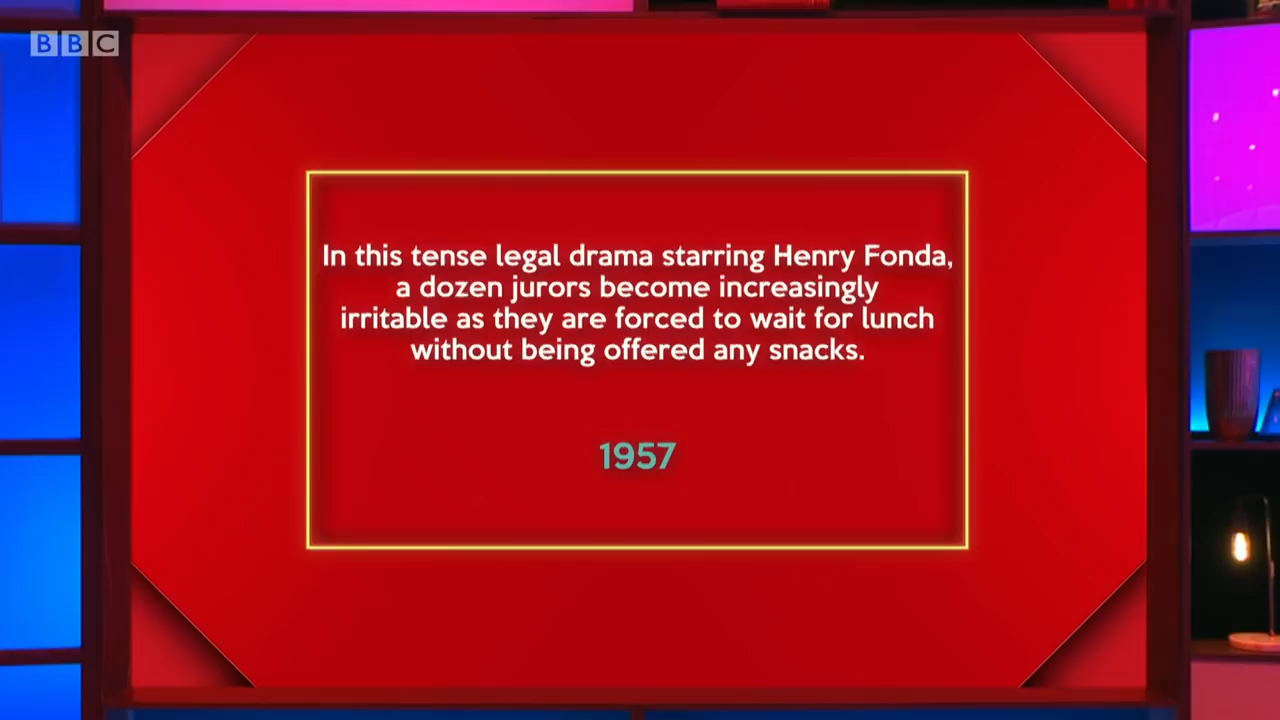 BBC
In this tense legal drama starring Henry Fonda,
a dozen jurors become increasingly
irritable as they are forced to wait for lunch
without being offered any snacks.
1957